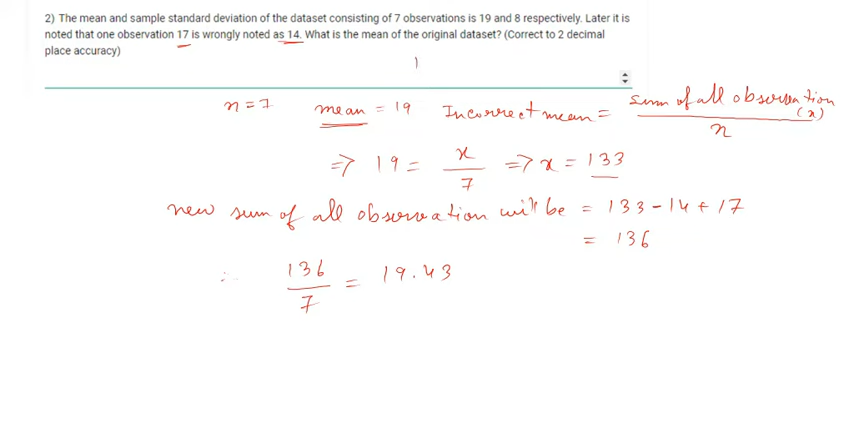 2) The mean and sample standard deviation of the dataset consisting of 7 observations is 19 and 8 respectively. Later it is
noted that one observation 17 is wrongly noted as 14. What is the mean of the original dataset? (Correct to 2 decimal
place accuracy)
n = 7 mean = 19 Incorrect mean = sum of all observation (x) / n
⇒ 19 = x / 7 ⇒ x = 133
new sum of all observation will be = 133 - 14 + 17
= 136
136 / 7 = 19.43